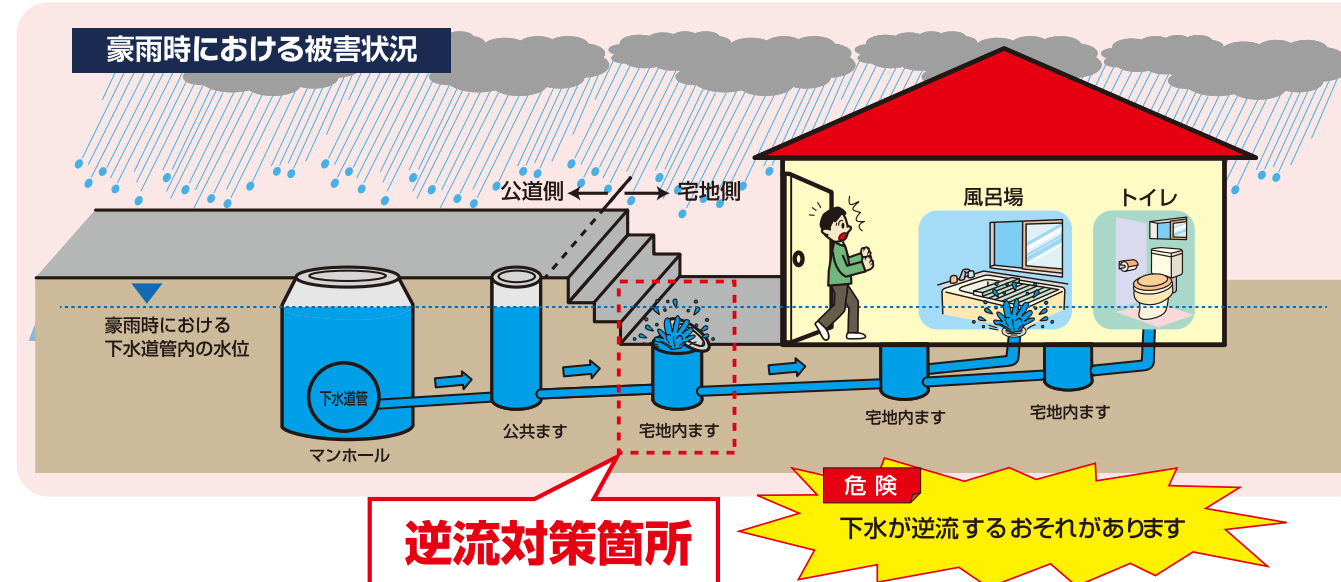 豪雨時における被害状況
公道側
宅地側
風呂場
トイレ
豪雨時における
下水道管内の水位
下水道管
マンホール
公共ます
宅地内ます
宅地内ます
宅地内ます
逆流対策箇所
危険
下水が逆流するおそれがあります